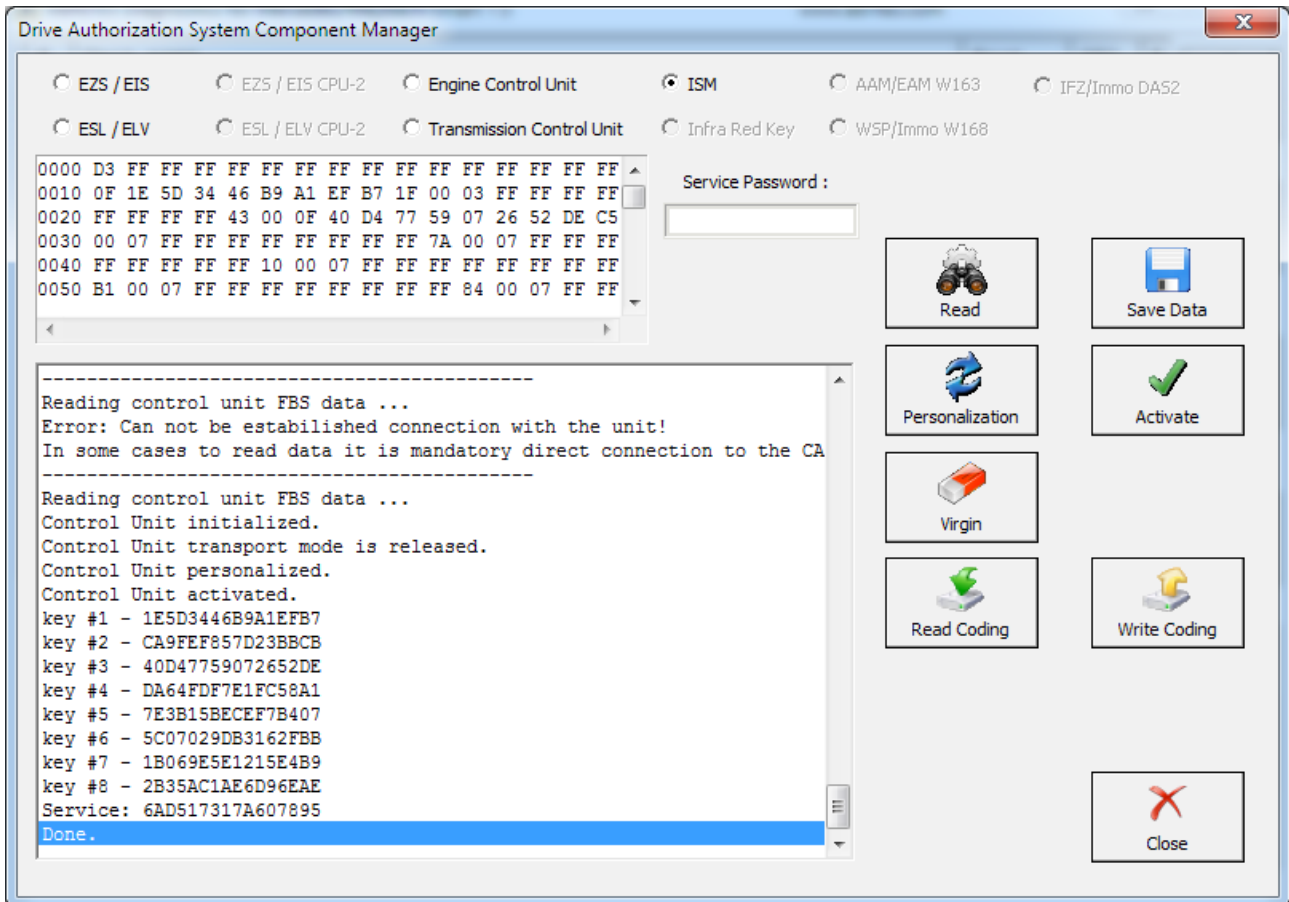 Drive Authorization System Component Manager
X
EZS / EIS
EZS / EIS CPU-2
Engine Control Unit
ISM
AAM/EAM W163
IFZ/Immo DAS2
ESL / ELV
ESL / ELV CPU-2
Transmission Control Unit
Infra Red Key
WSP/Immo W168
0000 D3 FF FF FF FF FF FF FF FF FF FF FF FF FF FF FF
0010 0F 1E 5D 34 46 B9 A1 EF B7 1F 00 03 FF FF FF FF
0020 FF FF FF FF 43 00 0F 40 D4 77 59 07 26 52 DE C5
0030 00 07 FF FF FF FF FF FF FF FF 7A 00 07 FF FF FF
0040 FF FF FF FF FF 10 00 07 FF FF FF FF FF FF FF FF
0050 B1 00 07 FF FF FF FF FF FF FF FF 84 00 07 FF FF
Service Password :
Read
Save Data
Personalization
Activate
Virgin
Read Coding
Write Coding
Close
--------------------------------------------
Reading control unit FBS data ...
Error: Can not be estabilished connection with the unit!
In some cases to read data it is mandatory direct connection to the CA
--------------------------------------------
Reading control unit FBS data ...
Control Unit initialized.
Control Unit transport mode is released.
Control Unit personalized.
Control Unit activated.
key #1 - 1E5D3446B9A1EFB7
key #2 - CA9FEF857D23BBCB
key #3 - 40D47759072652DE
key #4 - DA64FDF7E1FC58A1
key #5 - 7E3B15BECEF7B407
key #6 - 5C07029DB3162FBB
key #7 - 1B069E5E1215E4B9
key #8 - 2B35AC1AE6D96EAE
Service: 6AD517317A607895
Done.